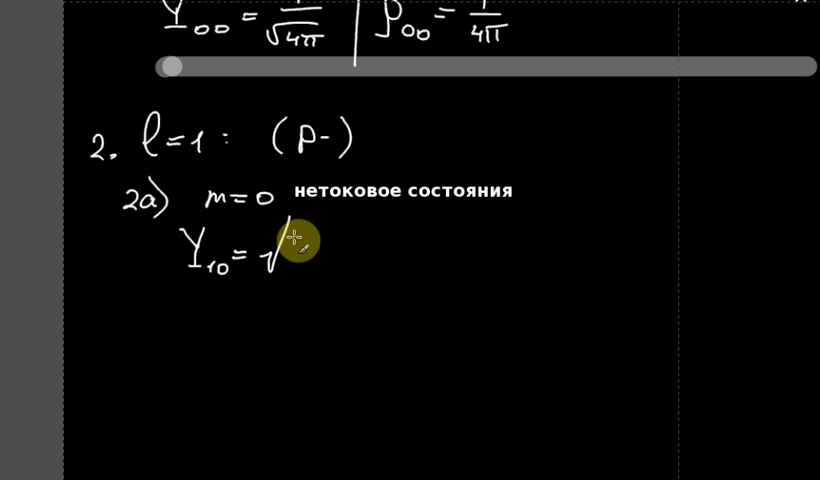 Y₀₀ = 1/√4π | ρ₀₀ = 1/4π
2. ℓ=1: (p-)
2a) m=0 нетоковое состояния
Y₁₀ = √